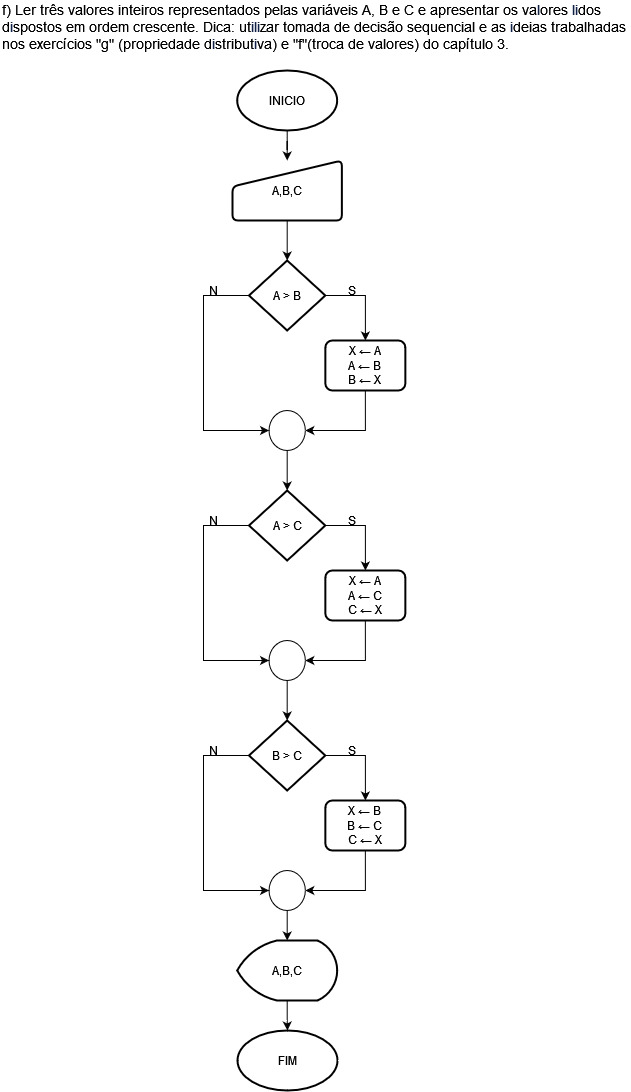 f) Ler três valores inteiros representados pelas variáveis A, B e C e apresentar os valores lidos
dispostos em ordem crescente. Dica: utilizar tomada de decisão sequencial e as ideias trabalhadas
nos exercícios "g" (propriedade distributiva) e "f"(troca de valores) do capítulo 3.
INICIO
A,B,C
N
A > B
S
X ← A
A ← B
B ← X
N
A > C
S
X ← A
A ← C
C ← X
N
B > C
S
X ← B
B ← C
C ← X
A,B,C
FIM